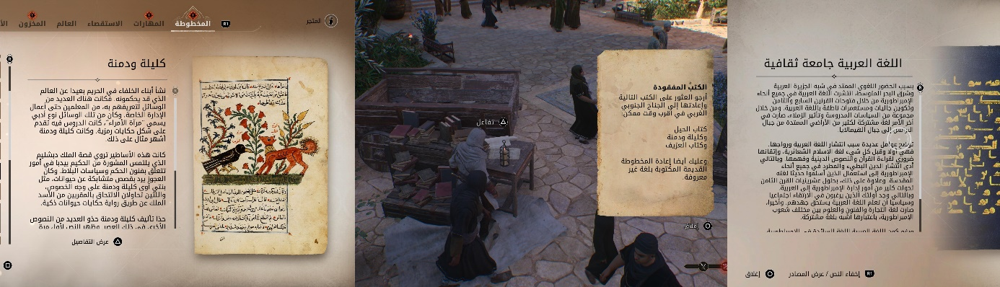 المتجر
R1
المخطوطة
المهارات
الاستقصاء
العالم
المخزون
كليلة ودمنة
نشأ أبناء الخلفاء في الحريم بعيدا عن العالم
الذي قد يحكمونه. فكانت هناك العديد من
الوسائل لتعريفهم به، من المعلمين حتى أعمال
الإدارة الخاصة. وكان من تلك الوسائل نوع أدبي
يسمى "مرآة الأمراء"، كانت الدروس فيه تقدم
على شكل حكايات رمزية. وكانت كليلة ودمنة
أشهر مثال على ذلك.
كانت هذه الأساطير تروي قصة الملك دبشليم
الذي يلتمس المشورة من الحكيم بيدبا في أمور
تتعلق بفنون الحكم وسياسات البلاط. وكان
العجوز يرد بقصص متشابكة عن حيوانات، مثل
بنتي آوى كليلة ودمنة على وجه الخصوص،
واللتين تحاولان الالتحاق بالمقربين من الأسد
الملك عن طريق رواية حكايات حيوانات ذكية.
حذا تأليف كليلة ودمنة حذو العديد من النصوص
الأخرى في ذلك العصر. وظهر النص لأول مرة
عرض التفاصيل
تفاعل
الكتب المفقودة
أرجو العثور على الكتب التالية
وإعادتها إلى الجناح الجنوبي
الغربي في أقرب وقت ممكن:
كتاب الحيل
وكليلة ودمنة
وكتاب العزيف
وعليك أيضا إعادة المخطوطة
القديمة المكتوبة بلغة غير
معروفة.
إغلاق
اللغة العربية جامعة ثقافية
بسبب الحضور اللغوي الممتد في شبه الجزيرة العربية
وشرق البحر المتوسط، انتشرت اللغة العربية في جميع أنحاء
الإمبراطورية من خلال فتوحات القرنين السابع والثامن
وتكوين جاليات ومستعمرات ناطقة باللغة العربية. ومن خلال
مجموعة من السياسات المدروسة وتأثير الزملاء، صارت في
آخر الأمر لغة مشتركة لكثير من الأراضي الممتدة من جبال
إلى جبال الهيمالايا.
توضح عوامل عديدة سبب انتشار اللغة العربية ورواجها.
فهي أولا وقبل كل شيء لغة الإسلام الشعائرية، وإتقانها
ضروري لقراءة القرآن والنصوص الدينية وفهمها. وبالتالي
أدى انتشار الدين البطيء والمطرد في جميع أنحاء
الإمبراطورية إلى استعمال الذين أسلموا حديثا لغته
المقدسة. وعلاوة على ذلك، بحلول عشرينيات القرن الثامن
تحولت كثير من أمور إدارة الإمبراطورية إلى العربية.
وبالتالي وجد أولئك الذين يرغبون في الارتقاء اجتماعيا
وسياسيا أن تعلم اللغة العربية يستحق جهدهم. وأخيرا،
صارت لغة التجارة والفنون والعلوم بين مختلف شعوب
الإمبراطورية، باعتبارها أشبه بلغة مشتركة.
R1
إخفاء النص / عرض المصادر
إغلاق